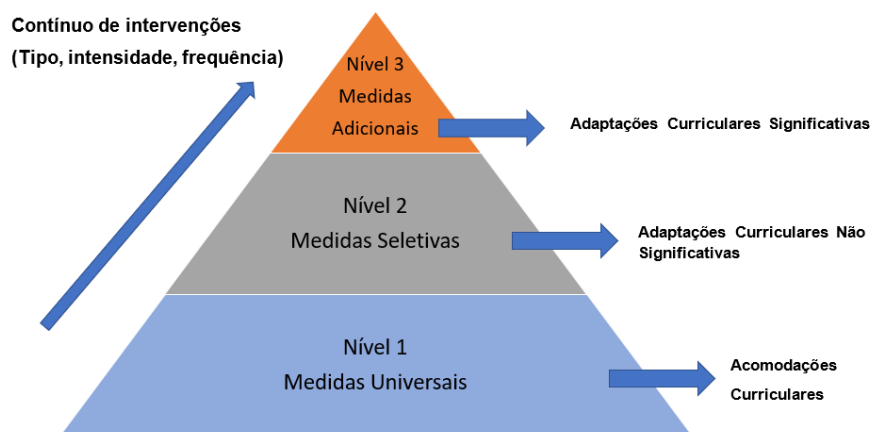 Contínuo de intervenções
(Tipo, intensidade, frequência)
Nível 3
Medidas
Adicionais
Adaptações Curriculares Significativas
Nível 2
Medidas Seletivas
Adaptações Curriculares Não
Significativas
Nível 1
Medidas Universais
Acomodações
Curriculares